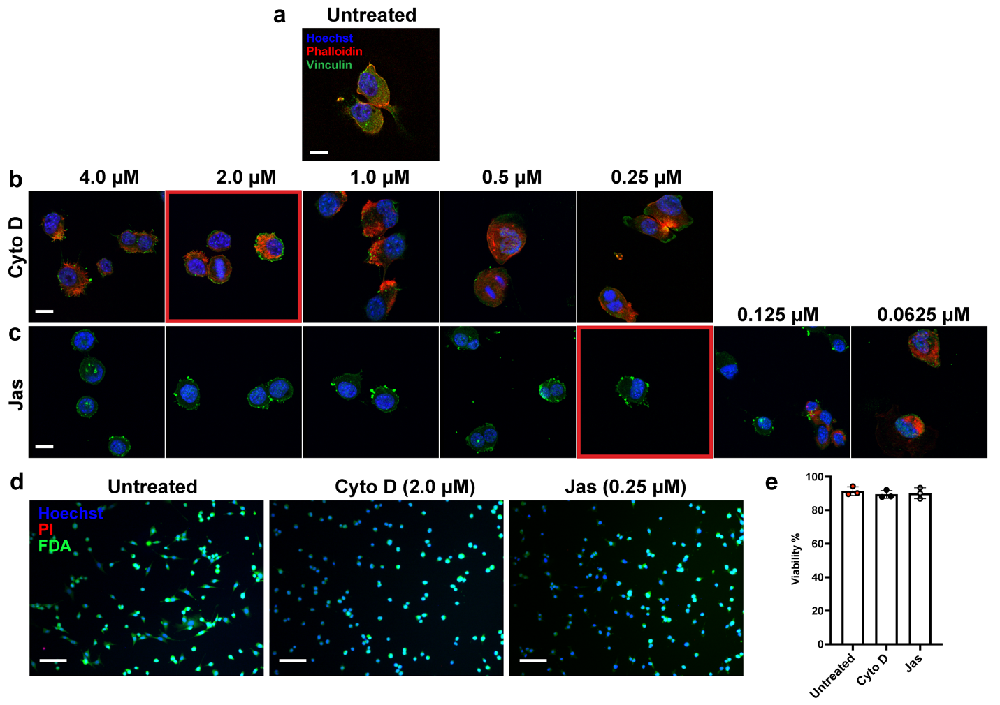 a Untreated
Hoechst
Phalloidin
Vinculin
b 4.0 µM 2.0 µM 1.0 µM 0.5 µM 0.25 µM
Cyto D
0.125 µM 0.0625 µM
c
Jas
d Untreated Cyto D (2.0 µM) Jas (0.25 µM)
Hoechst
PI
FDA
e
Viability %
100
80
60
40
20
0
Untreated
Cyto D
Jas